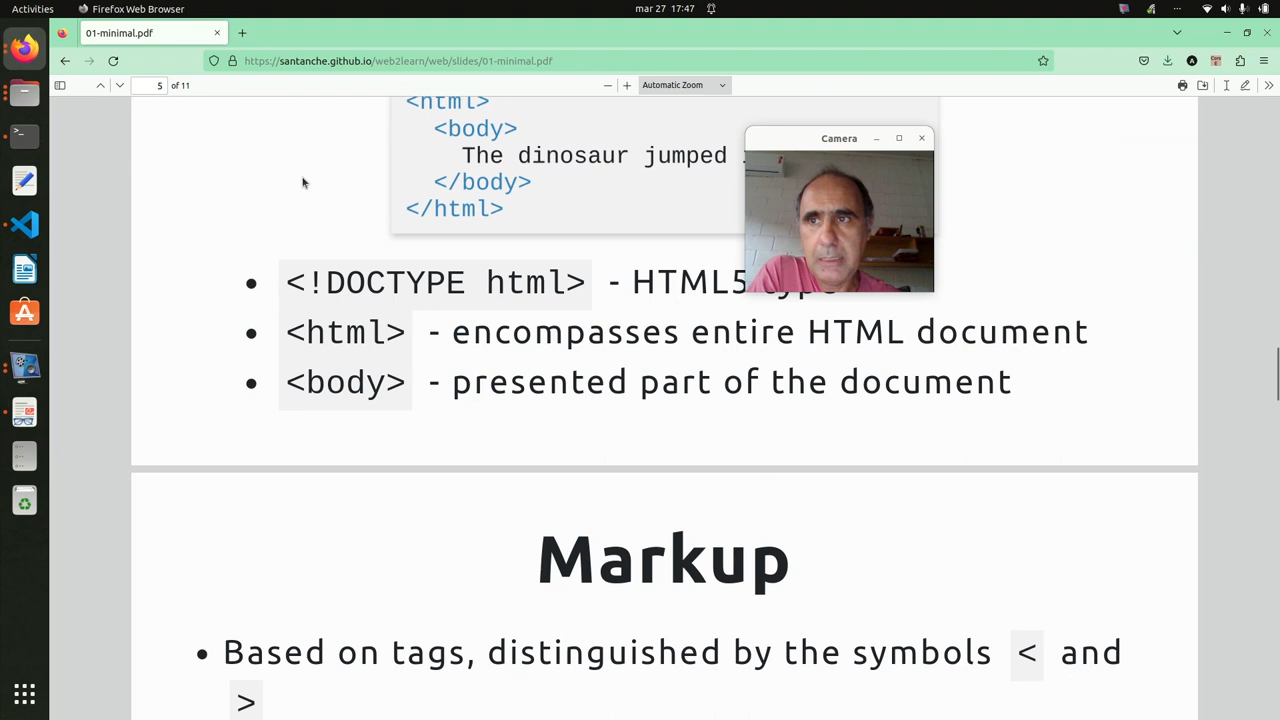 Activities
Firefox Web Browser
mar 27 17:47
01-minimal.pdf
https://santanche.github.io/web2learn/web/slides/01-minimal.pdf
5 of 11
Automatic Zoom
<html>
<body>
The dinosaur jumped
</body>
</html>
Camera
• <!DOCTYPE html> - HTML5 type
• <html> - encompasses entire HTML document
• <body> - presented part of the document
Markup
• Based on tags, distinguished by the symbols < and
>